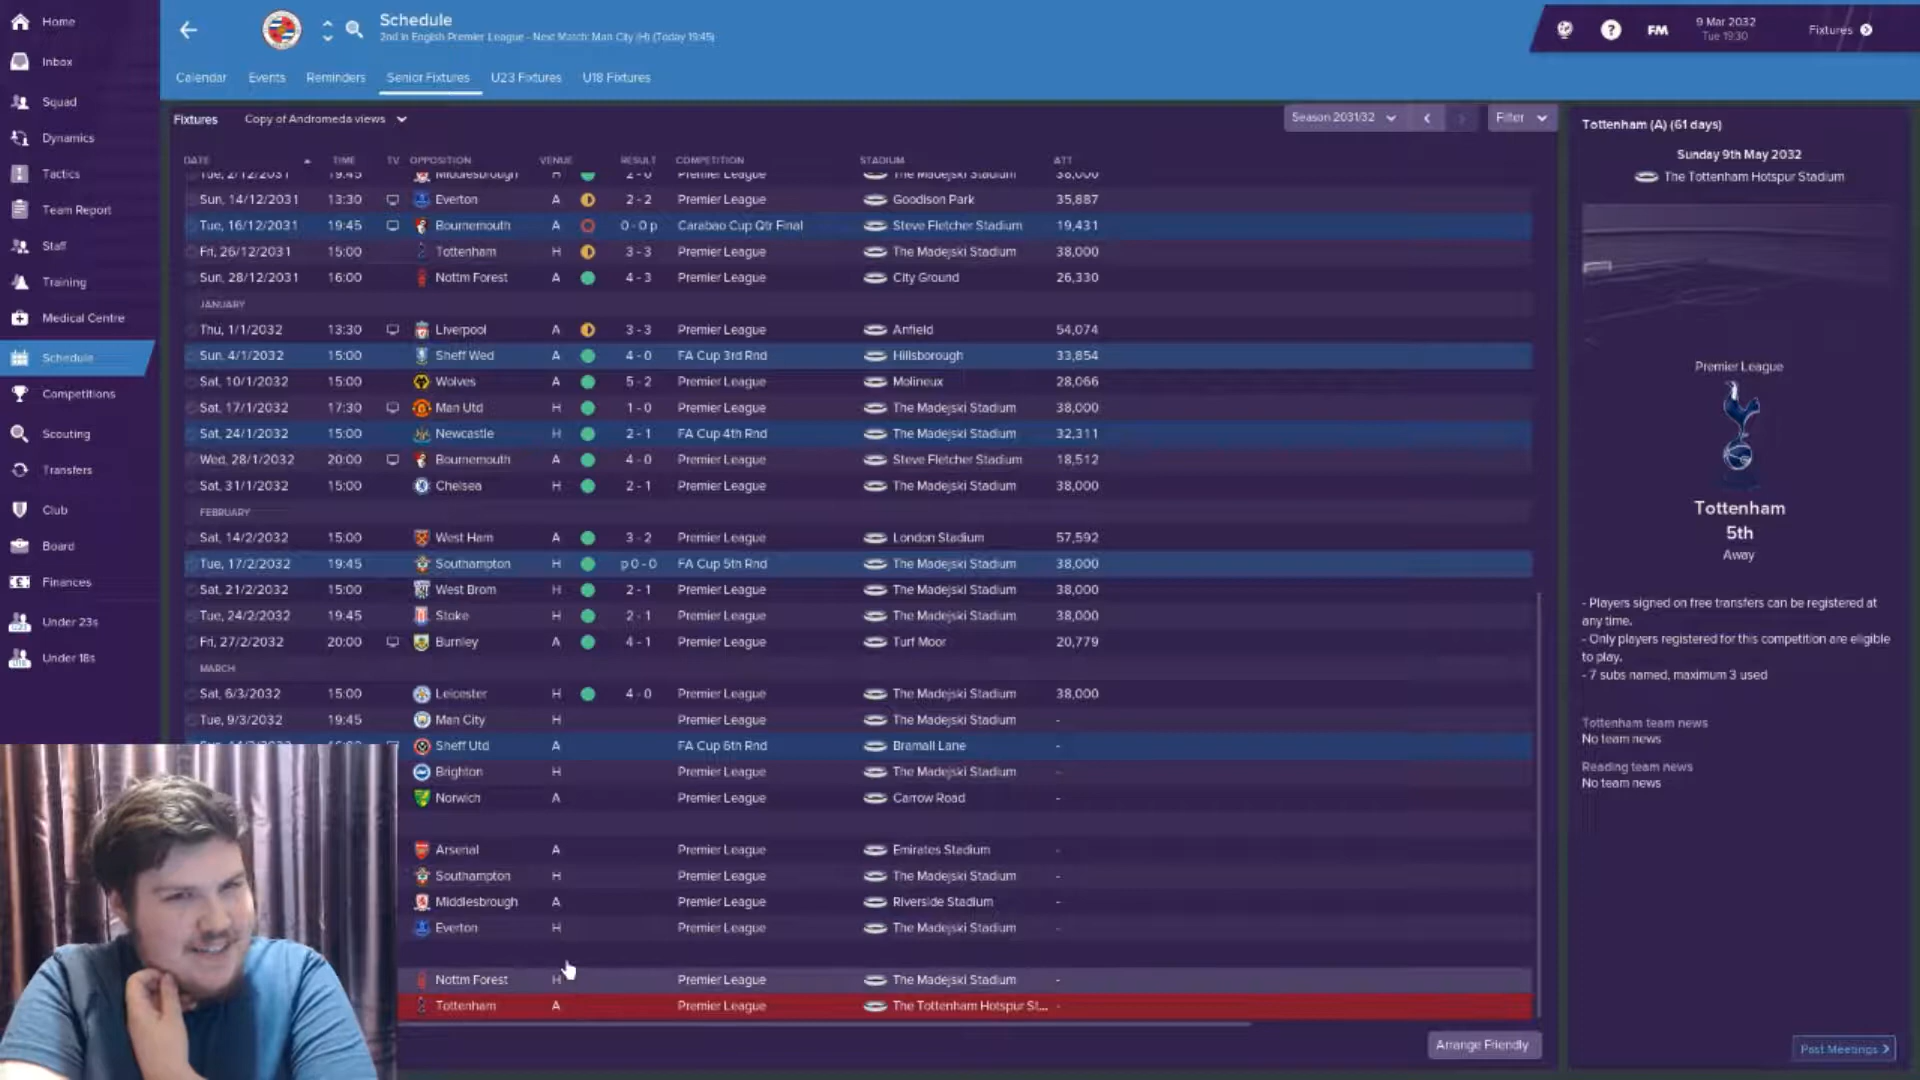 Home
Inbox
Squad
Dynamics
Tactics
Team Report
Staff
Training
Medical Centre
Schedule
Competitions
Scouting
Transfers
Club
Board
Finances
Under 23s
Under 18s
Schedule
2nd in English Premier League - Next Match: Man City (H) (Today 19:45)
FM
9 Mar 2032
Tue 19:30
Fixtures
Calendar Events Reminders Senior Fixtures U23 Fixtures U18 Fixtures
Fixtures Copy of Andromeda views Season 2031/32 Filter
DATE TIME TV OPPOSITION VENUE RESULT COMPETITION STADIUM ATT
Tue, 2/12/2031 19:45 Middlesbrough H 2-0 Premier League The Madejski Stadium 38,000
Sun, 14/12/2031 13:30 Everton A 2-2 Premier League Goodison Park 35,887
Tue, 16/12/2031 19:45 Bournemouth A 0-0 p Carabao Cup Qtr Final Steve Fletcher Stadium 19,431
Fri, 26/12/2031 15:00 Tottenham H 3-3 Premier League The Madejski Stadium 38,000
Sun, 28/12/2031 16:00 Nottm Forest A 4-3 Premier League City Ground 26,330
JANUARY
Thu, 1/1/2032 13:30 Liverpool A 3-3 Premier League Anfield 54,074
Sun, 4/1/2032 15:00 Sheff Wed A 4-0 FA Cup 3rd Rnd Hillsborough 33,854
Sat, 10/1/2032 15:00 Wolves A 5-2 Premier League Molineux 28,066
Sat, 17/1/2032 17:30 Man Utd H 1-0 Premier League The Madejski Stadium 38,000
Sat, 24/1/2032 15:00 Newcastle H 2-1 FA Cup 4th Rnd The Madejski Stadium 32,311
Wed, 28/1/2032 20:00 Bournemouth A 4-0 Premier League Steve Fletcher Stadium 18,512
Sat, 31/1/2032 15:00 Chelsea H 2-1 Premier League The Madejski Stadium 38,000
FEBRUARY
Sat, 14/2/2032 15:00 West Ham A 3-2 Premier League London Stadium 57,592
Tue, 17/2/2032 19:45 Southampton H p 0-0 FA Cup 5th Rnd The Madejski Stadium 38,000
Sat, 21/2/2032 15:00 West Brom H 2-1 Premier League The Madejski Stadium 38,000
Tue, 24/2/2032 19:45 Stoke H 2-1 Premier League The Madejski Stadium 38,000
Fri, 27/2/2032 20:00 Burnley A 4-1 Premier League Turf Moor 20,779
MARCH
Sat, 6/3/2032 15:00 Leicester H 4-0 Premier League The Madejski Stadium 38,000
Tue, 9/3/2032 19:45 Man City H Premier League The Madejski Stadium -
Sheff Utd A FA Cup 6th Rnd Bramall Lane -
Brighton H Premier League The Madejski Stadium -
Norwich A Premier League Carrow Road -
Arsenal A Premier League Emirates Stadium -
Southampton H Premier League The Madejski Stadium -
Middlesbrough A Premier League Riverside Stadium -
Everton H Premier League The Madejski Stadium -
Nottm Forest H Premier League The Madejski Stadium -
Tottenham A Premier League The Tottenham Hotspur St... -
Arrange Friendly
Tottenham (A) (61 days)
Sunday 9th May 2032
The Tottenham Hotspur Stadium
Premier League
Tottenham
5th
Away
- Players signed on free transfers can be registered at
any time.
- Only players registered for this competition are eligible
to play.
- 7 subs named, maximum 3 used
Tottenham team news
No team news
Reading team news
No team news
Past Meetings